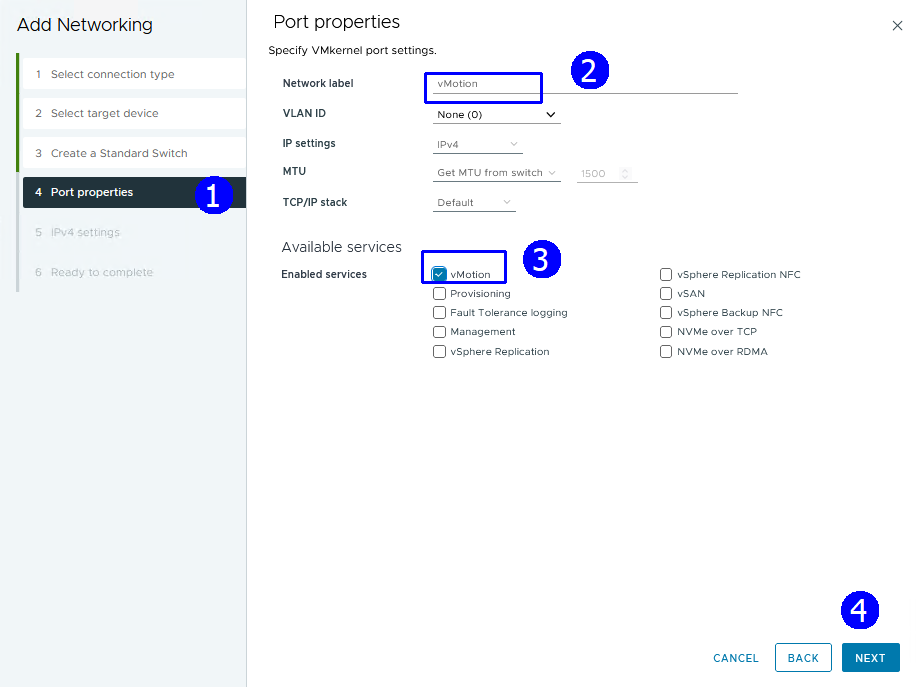 Add Networking
1 Select connection type
2 Select target device
3 Create a Standard Switch
4 Port properties
1
5 IPv4 settings
6 Ready to complete
Port properties
Specify VMkernel port settings.
Network label vMotion
2
VLAN ID None (0)
IP settings IPv4
MTU Get MTU from switch 1500
TCP/IP stack Default
Available services
3
Enabled services vMotion vSphere Replication NFC
Provisioning vSAN
Fault Tolerance logging vSphere Backup NFC
Management NVMe over TCP
vSphere Replication NVMe over RDMA
4
CANCEL BACK NEXT